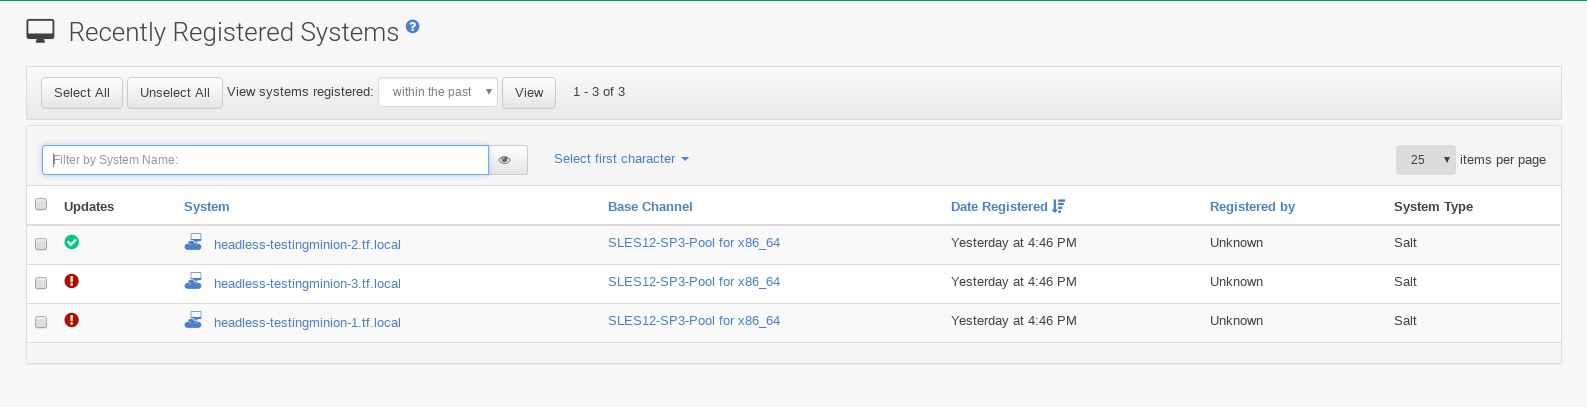 Recently Registered Systems
Select All Unselect All View systems registered: within the past View 1 - 3 of 3
Filter by System Name: Select first character 25 items per page
Updates System Base Channel Date Registered Registered by System Type
headless-testingminion-2.tf.local SLES12-SP3-Pool for x86_64 Yesterday at 4:46 PM Unknown Salt
headless-testingminion-3.tf.local SLES12-SP3-Pool for x86_64 Yesterday at 4:46 PM Unknown Salt
headless-testingminion-1.tf.local SLES12-SP3-Pool for x86_64 Yesterday at 4:46 PM Unknown Salt